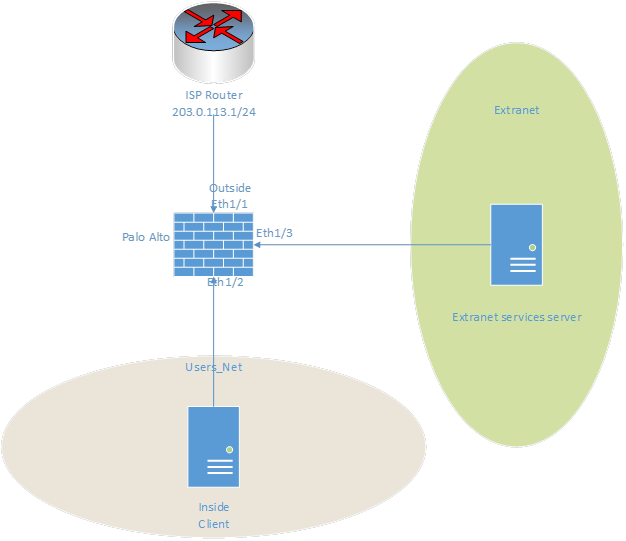 ISP Router
203.0.113.1/24
Extranet
Outside
Eth1/1
Palo Alto
Eth1/3
Eth1/2
Extranet services server
Users_Net
Inside
Client